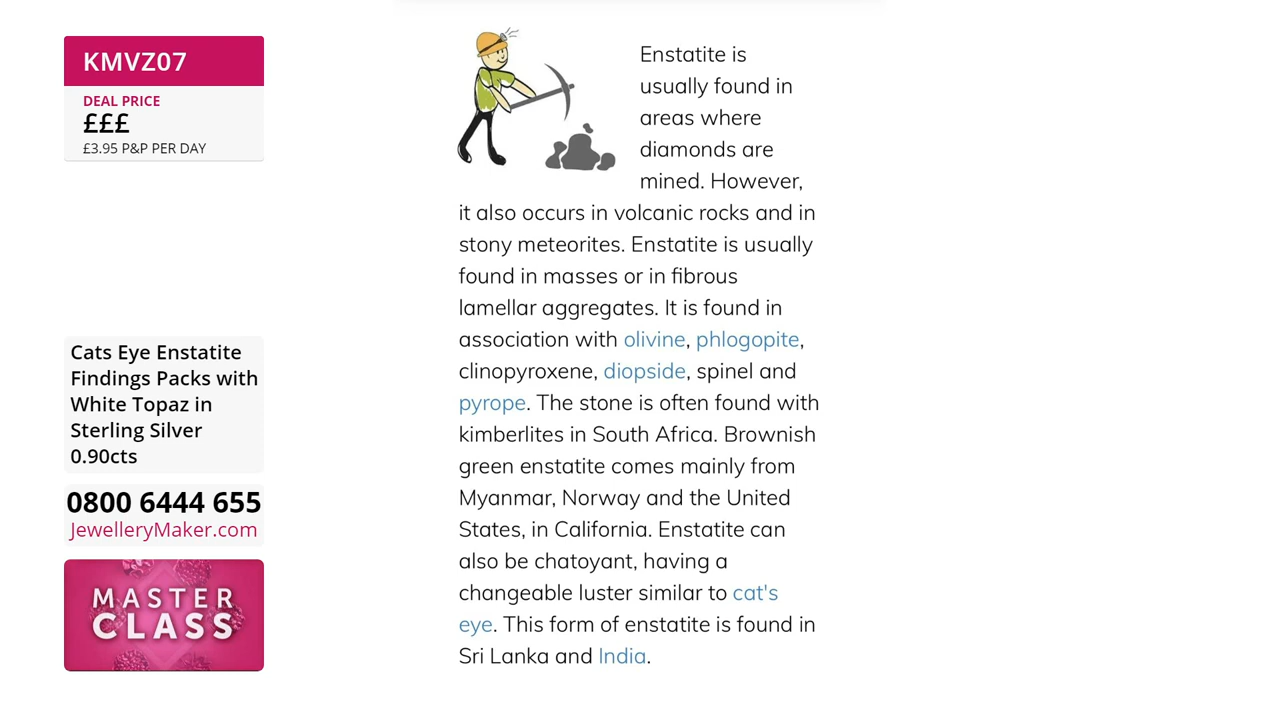 KMVZ07
DEAL PRICE
£££
£3.95 P&P PER DAY
Cats Eye Enstatite
Findings Packs with
White Topaz in
Sterling Silver
0.90cts
0800 6444 655
JewelleryMaker.com
MASTER
CLASS
Enstatite is
usually found in
areas where
diamonds are
mined. However,
it also occurs in volcanic rocks and in
stony meteorites. Enstatite is usually
found in masses or in fibrous
lamellar aggregates. It is found in
association with olivine, phlogopite,
clinopyroxene, diopside, spinel and
pyrope. The stone is often found with
kimberlites in South Africa. Brownish
green enstatite comes mainly from
Myanmar, Norway and the United
States, in California. Enstatite can
also be chatoyant, having a
changeable luster similar to cat's
eye. This form of enstatite is found in
Sri Lanka and India.